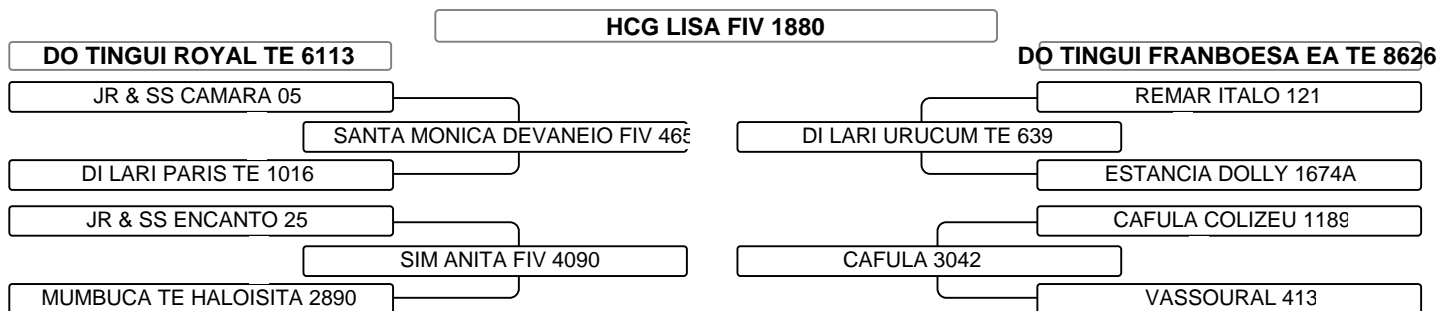 HCG LISA FIV 1880
DO TINGUI ROYAL TE 6113
DO TINGUI FRANBOESA EA TE 8626
JR & SS CAMARA 05
REMAR ITALO 121
SANTA MONICA DEVANEIO FIV 465
DI LARI URUCUM TE 639
DI LARI PARIS TE 1016
ESTANCIA DOLLY 1674A
JR & SS ENCANTO 25
CAFULA COLIZEU 1189
SIM ANITA FIV 4090
CAFULA 3042
MUMBUCA TE HALOISITA 2890
VASSOURAL 413